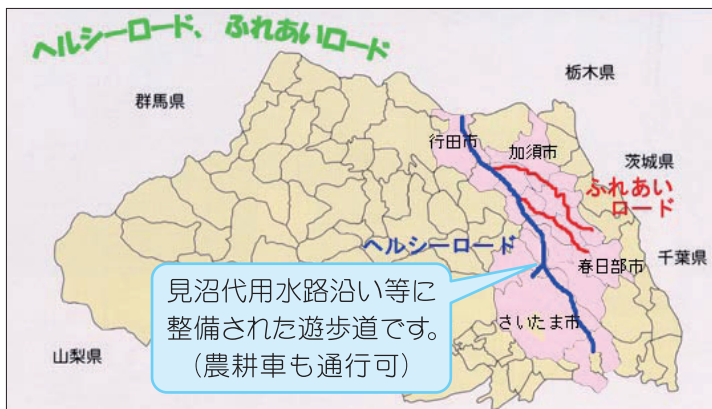 ヘルシーロード、ふれあいロード
栃木県
群馬県
行田市
加須市
茨城県
ふれあい
ロード
ヘルシーロード
春日部市
千葉県
見沼代用水路沿い等に
整備された遊歩道です。
（農耕車も通行可）
さいたま市
山梨県